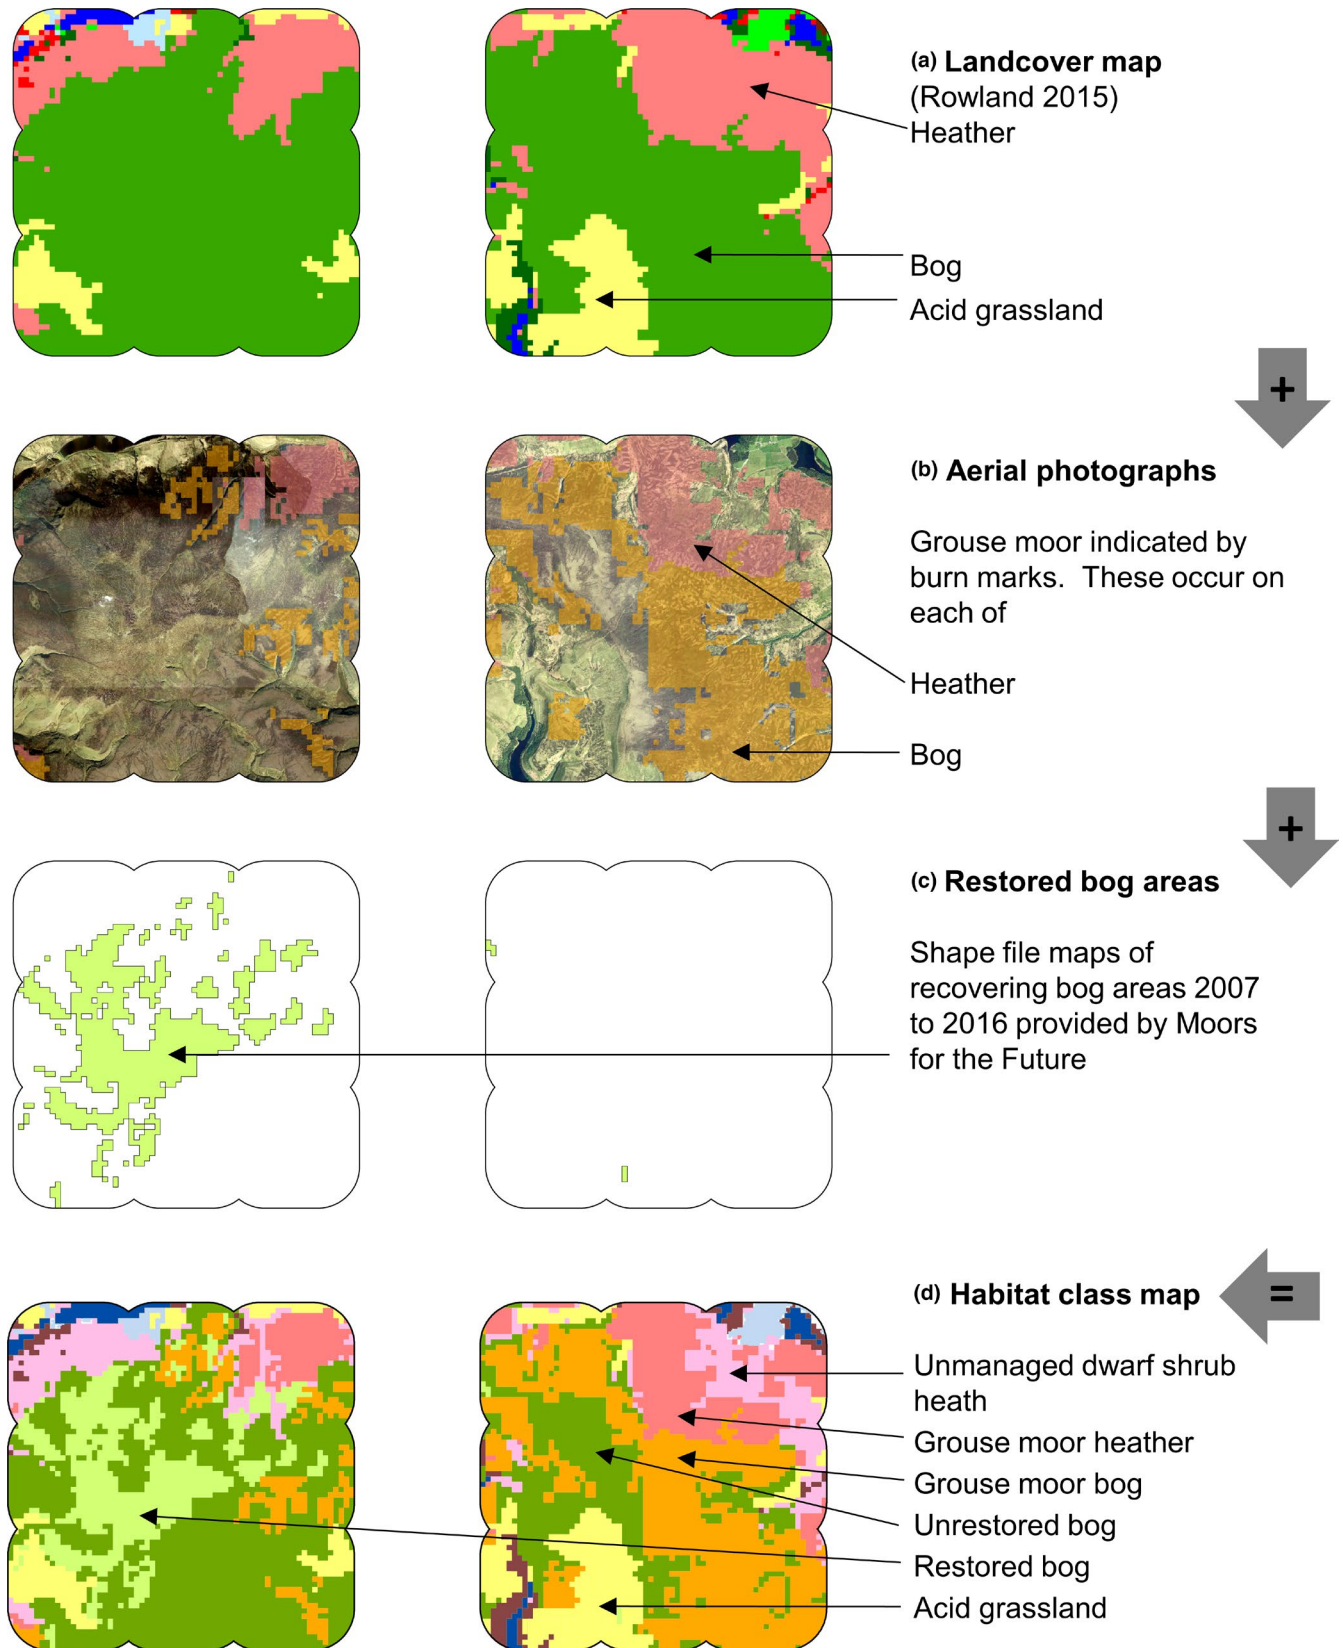 (a) Landcover map
(Rowland 2015)
Heather
Bog
Acid grassland
+
(b) Aerial photographs
Grouse moor indicated by
burn marks. These occur on
each of
Heather
Bog
+
(c) Restored bog areas
Shape file maps of
recovering bog areas 2007
to 2016 provided by Moors
for the Future
(d) Habitat class map
=
Unmanaged dwarf shrub
heath
Grouse moor heather
Grouse moor bog
Unrestored bog
Restored bog
Acid grassland